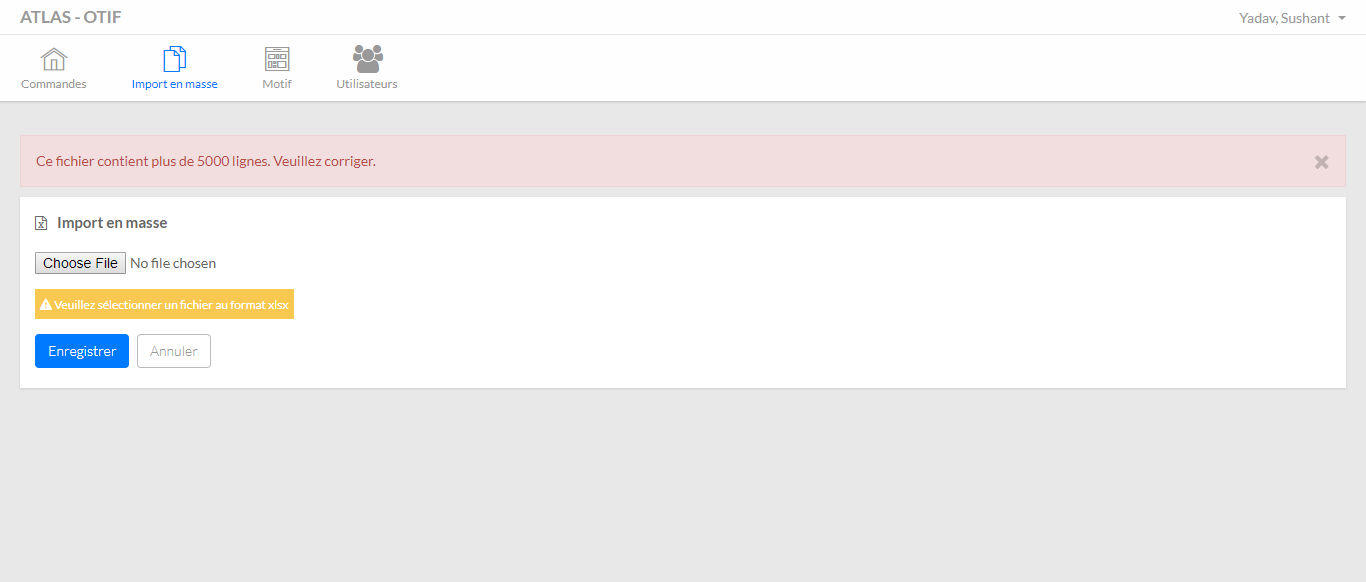 ATLAS - OTIF
Yadav, Sushant
Commandes
Import en masse
Motif
Utilisateurs
Ce fichier contient plus de 5000 lignes. Veuillez corriger.
Import en masse
Choose File No file chosen
Veuillez sélectionner un fichier au format xlsx
Enregistrer
Annuler